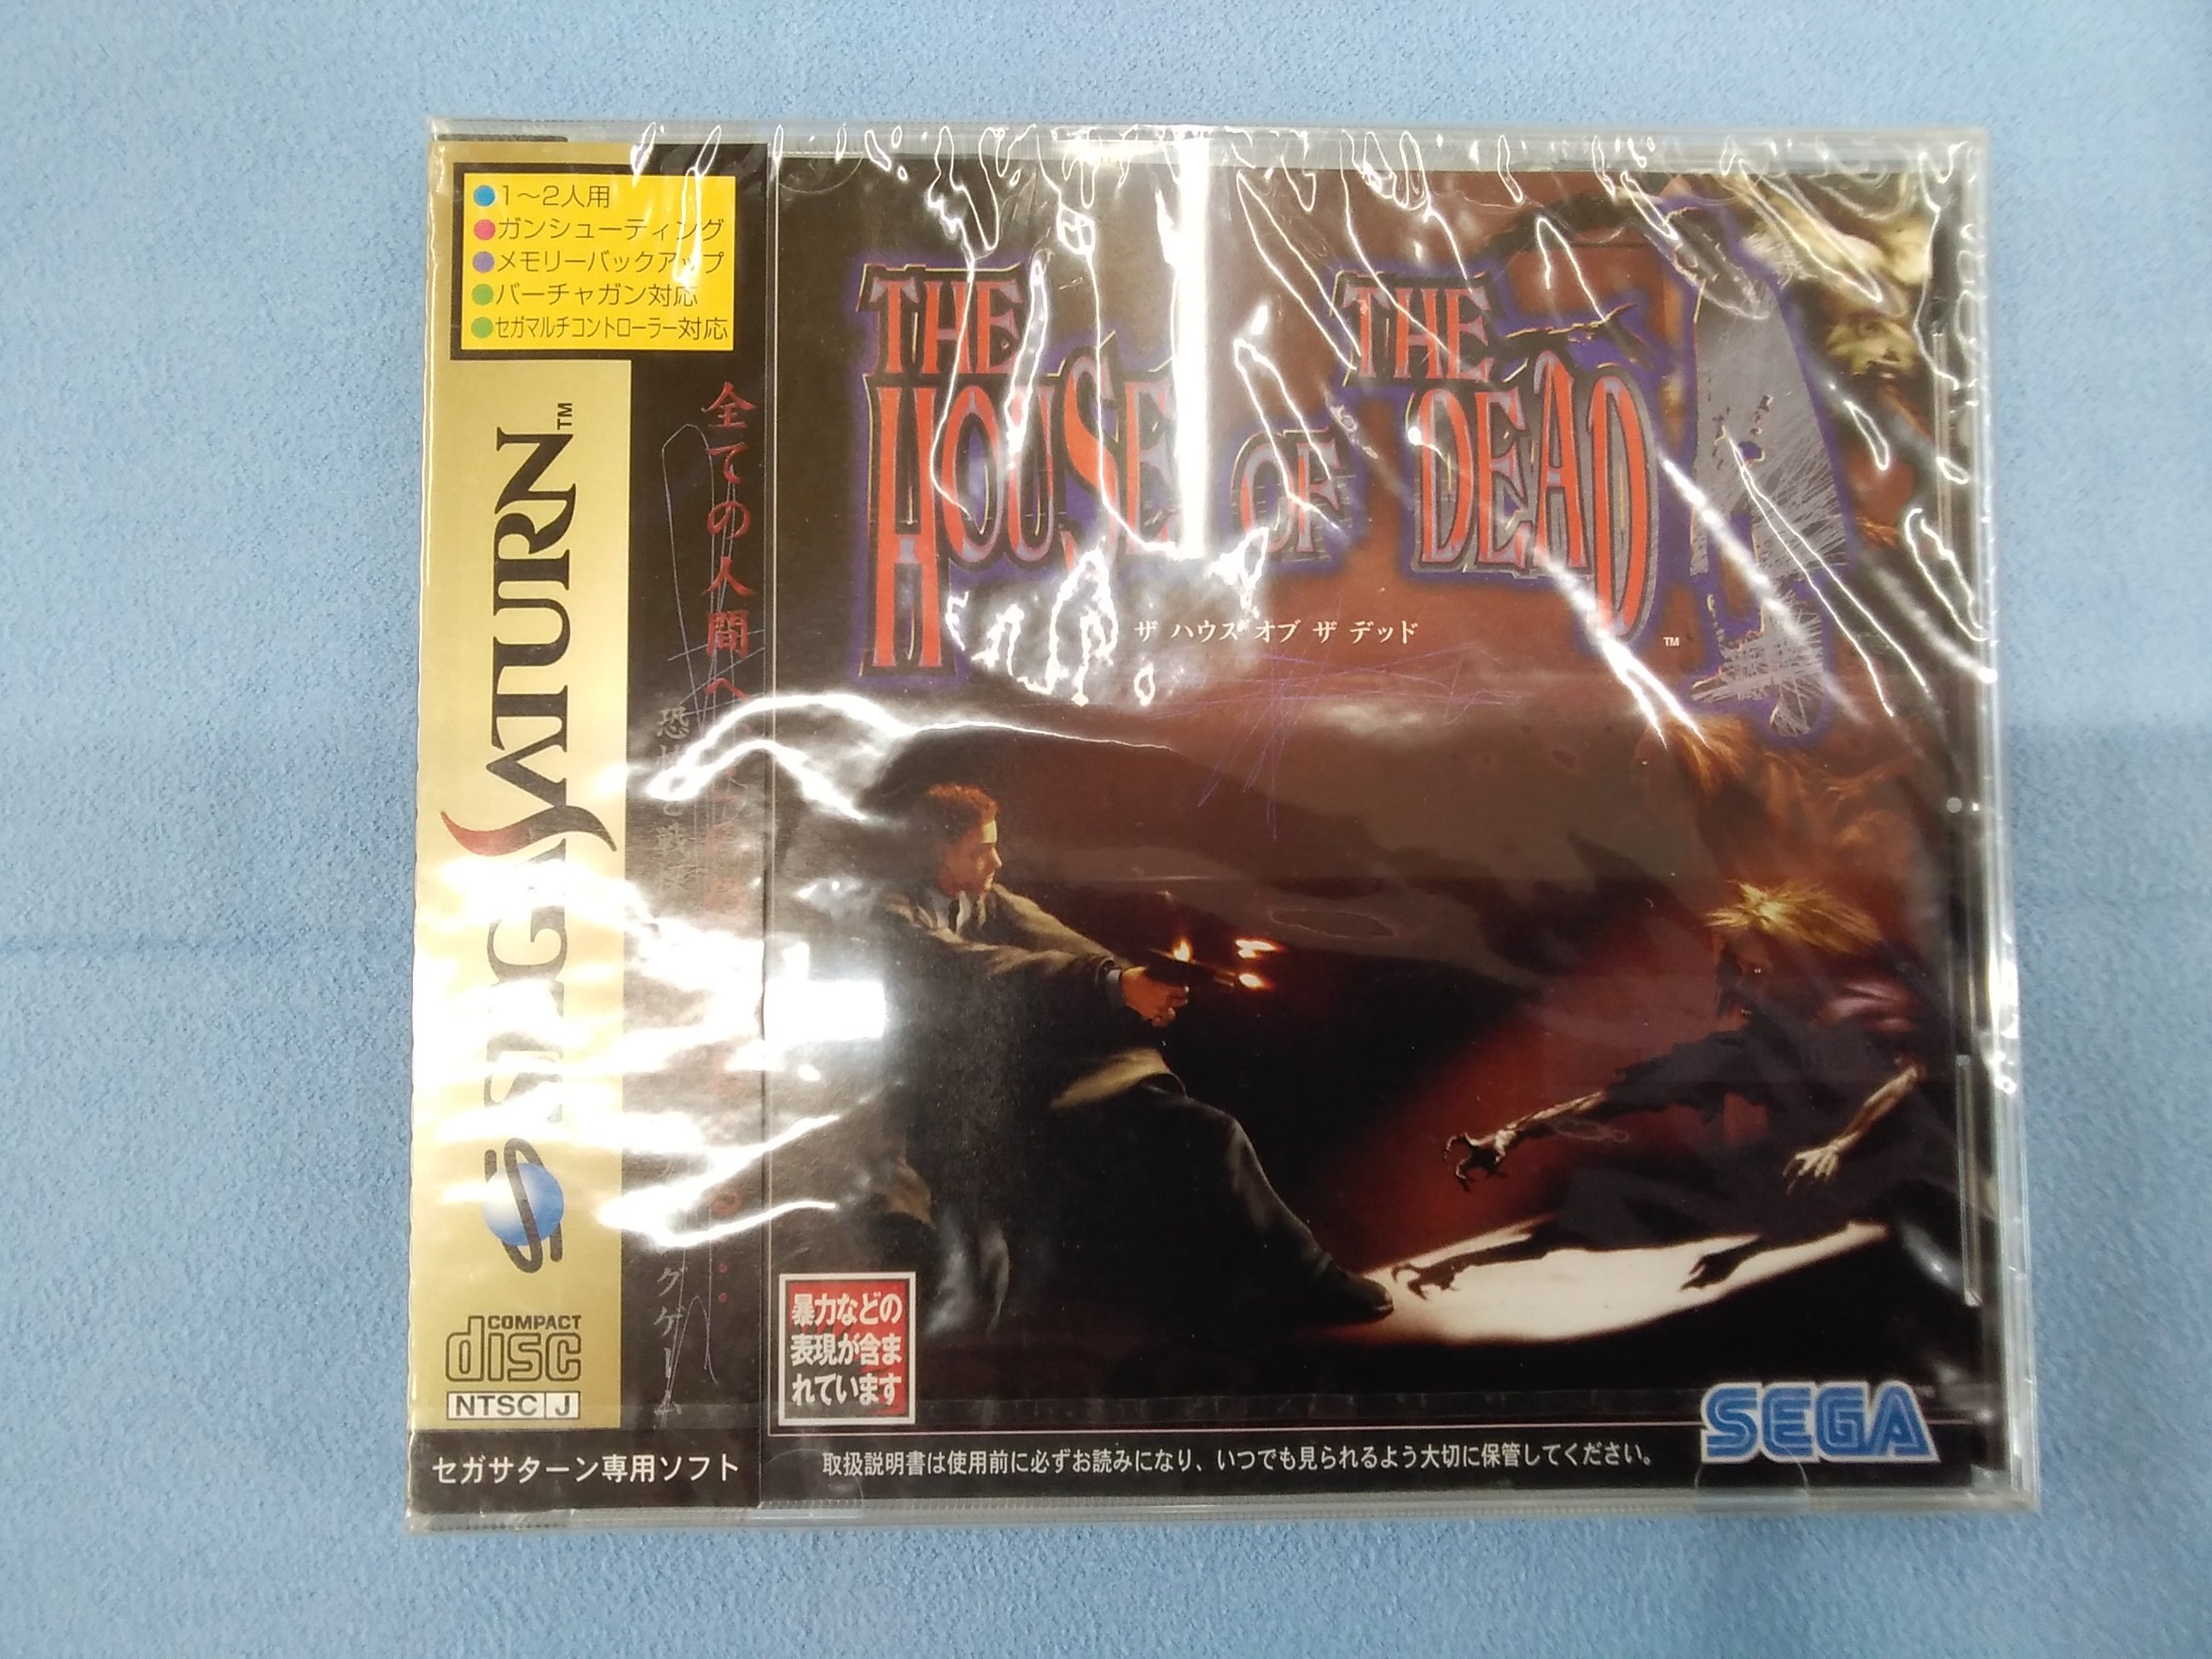 ●1〜2人用
●ガンシューティング
●メモリーバックアップ
●バーチャガン対応
●セガマルチコントローラー対応
SEGA SATURN™
全ての人間へ
恐
グゲーム
COMPACT
disc
NTSC J
セガサターン専用ソフト
THE HOUSE OF THE DEAD
™
ザ ハウス オブ ザ デッド
暴力などの
表現が含ま
れています
取扱説明書は使用前に必ずお読みになり、いつでも見られるよう大切に保管してください。
SEGA